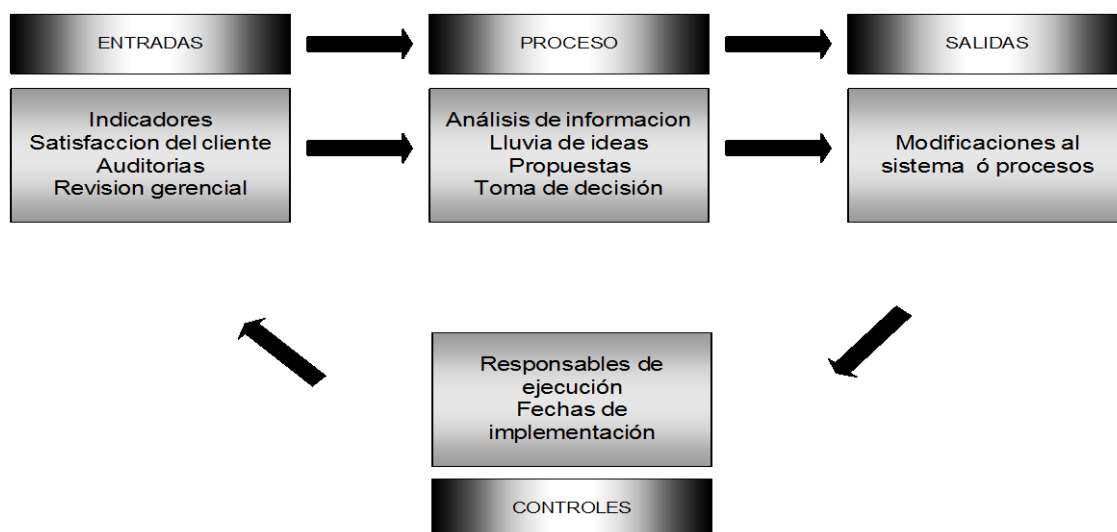 ENTRADAS
PROCESO
SALIDAS
Indicadores
Satisfaccion del cliente
Auditorias
Revision gerencial
Análisis de informacion
Lluvia de ideas
Propuestas
Toma de decisión
Modificaciones al
sistema ó procesos
Responsables de
ejecución
Fechas de
implementación
CONTROLES